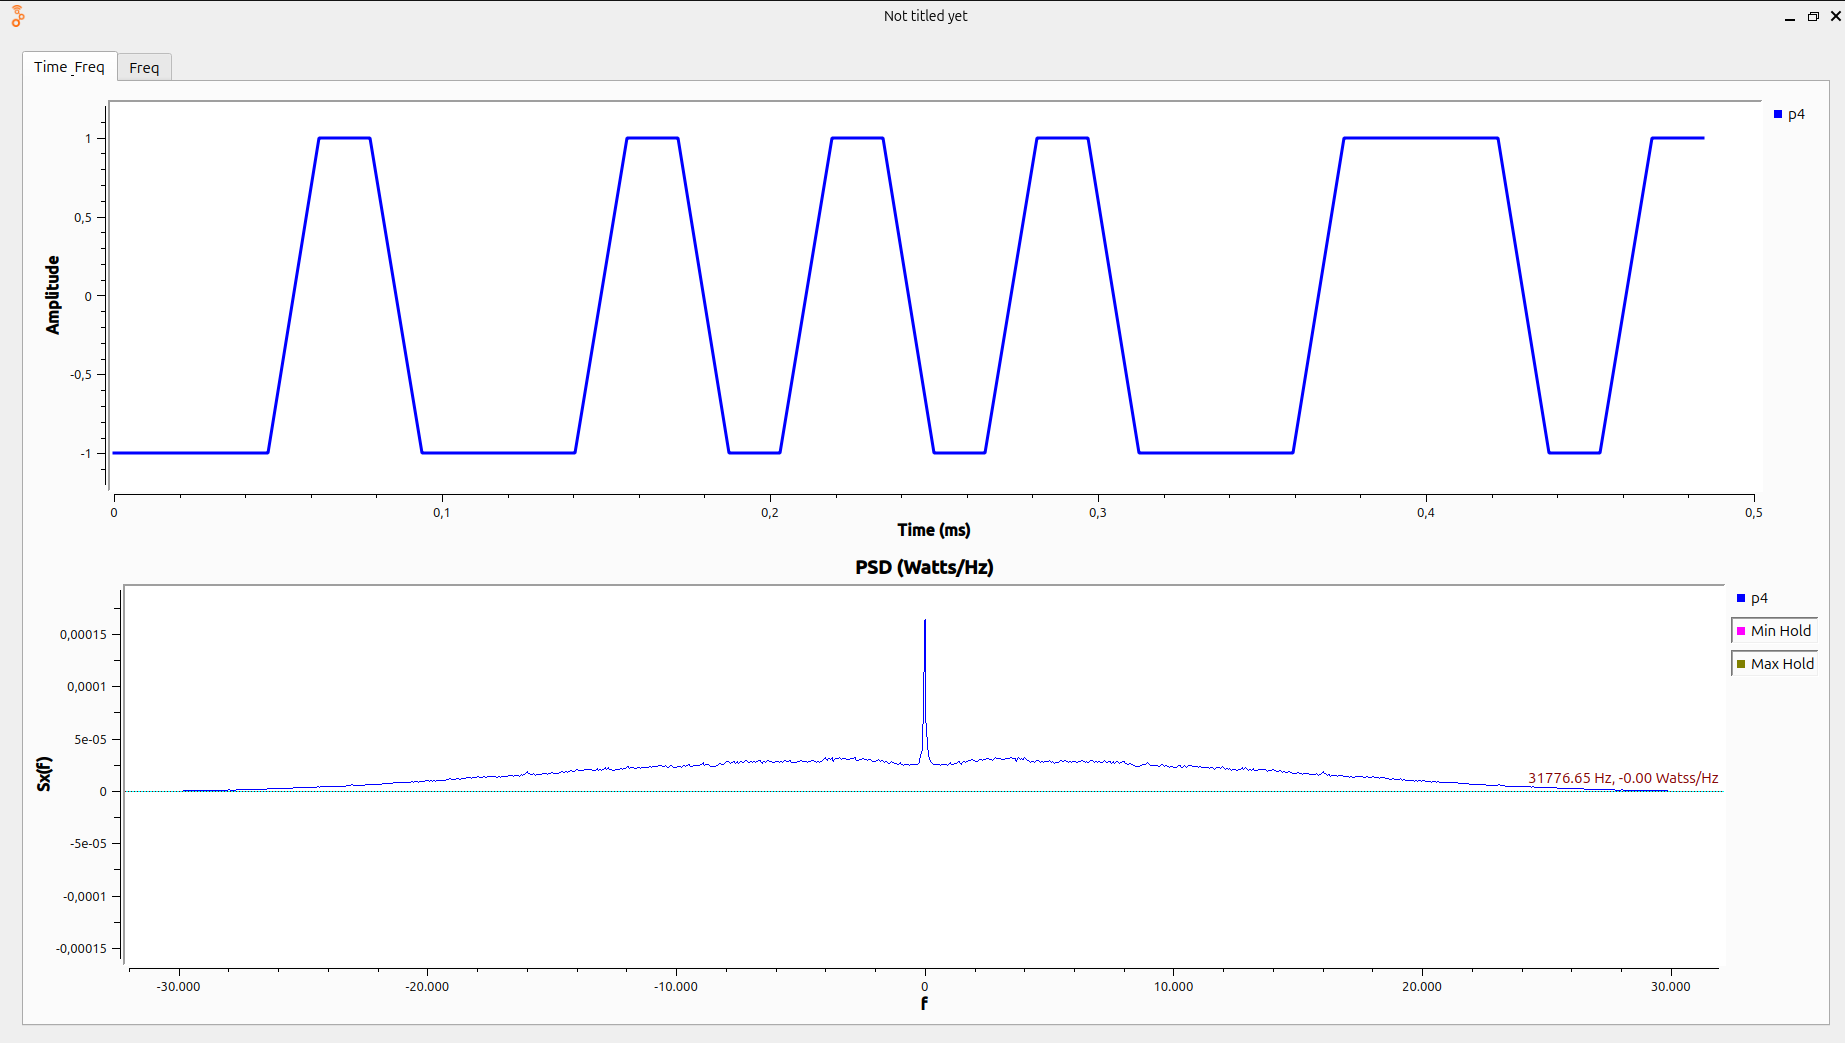 Not titled yet
Time_Freq
Freq
p4
1
0,5
0
-0,5
-1
Amplitude
0
0,1
0,2
0,3
0,4
0,5
Time (ms)
PSD (Watts/Hz)
p4
Min Hold
Max Hold
0,00015
0,0001
5e-05
0
-5e-05
-0,0001
-0,00015
Sx(f)
31776.65 Hz, -0.00 Watss/Hz
-30.000
-20.000
-10.000
0
10.000
20.000
30.000
f